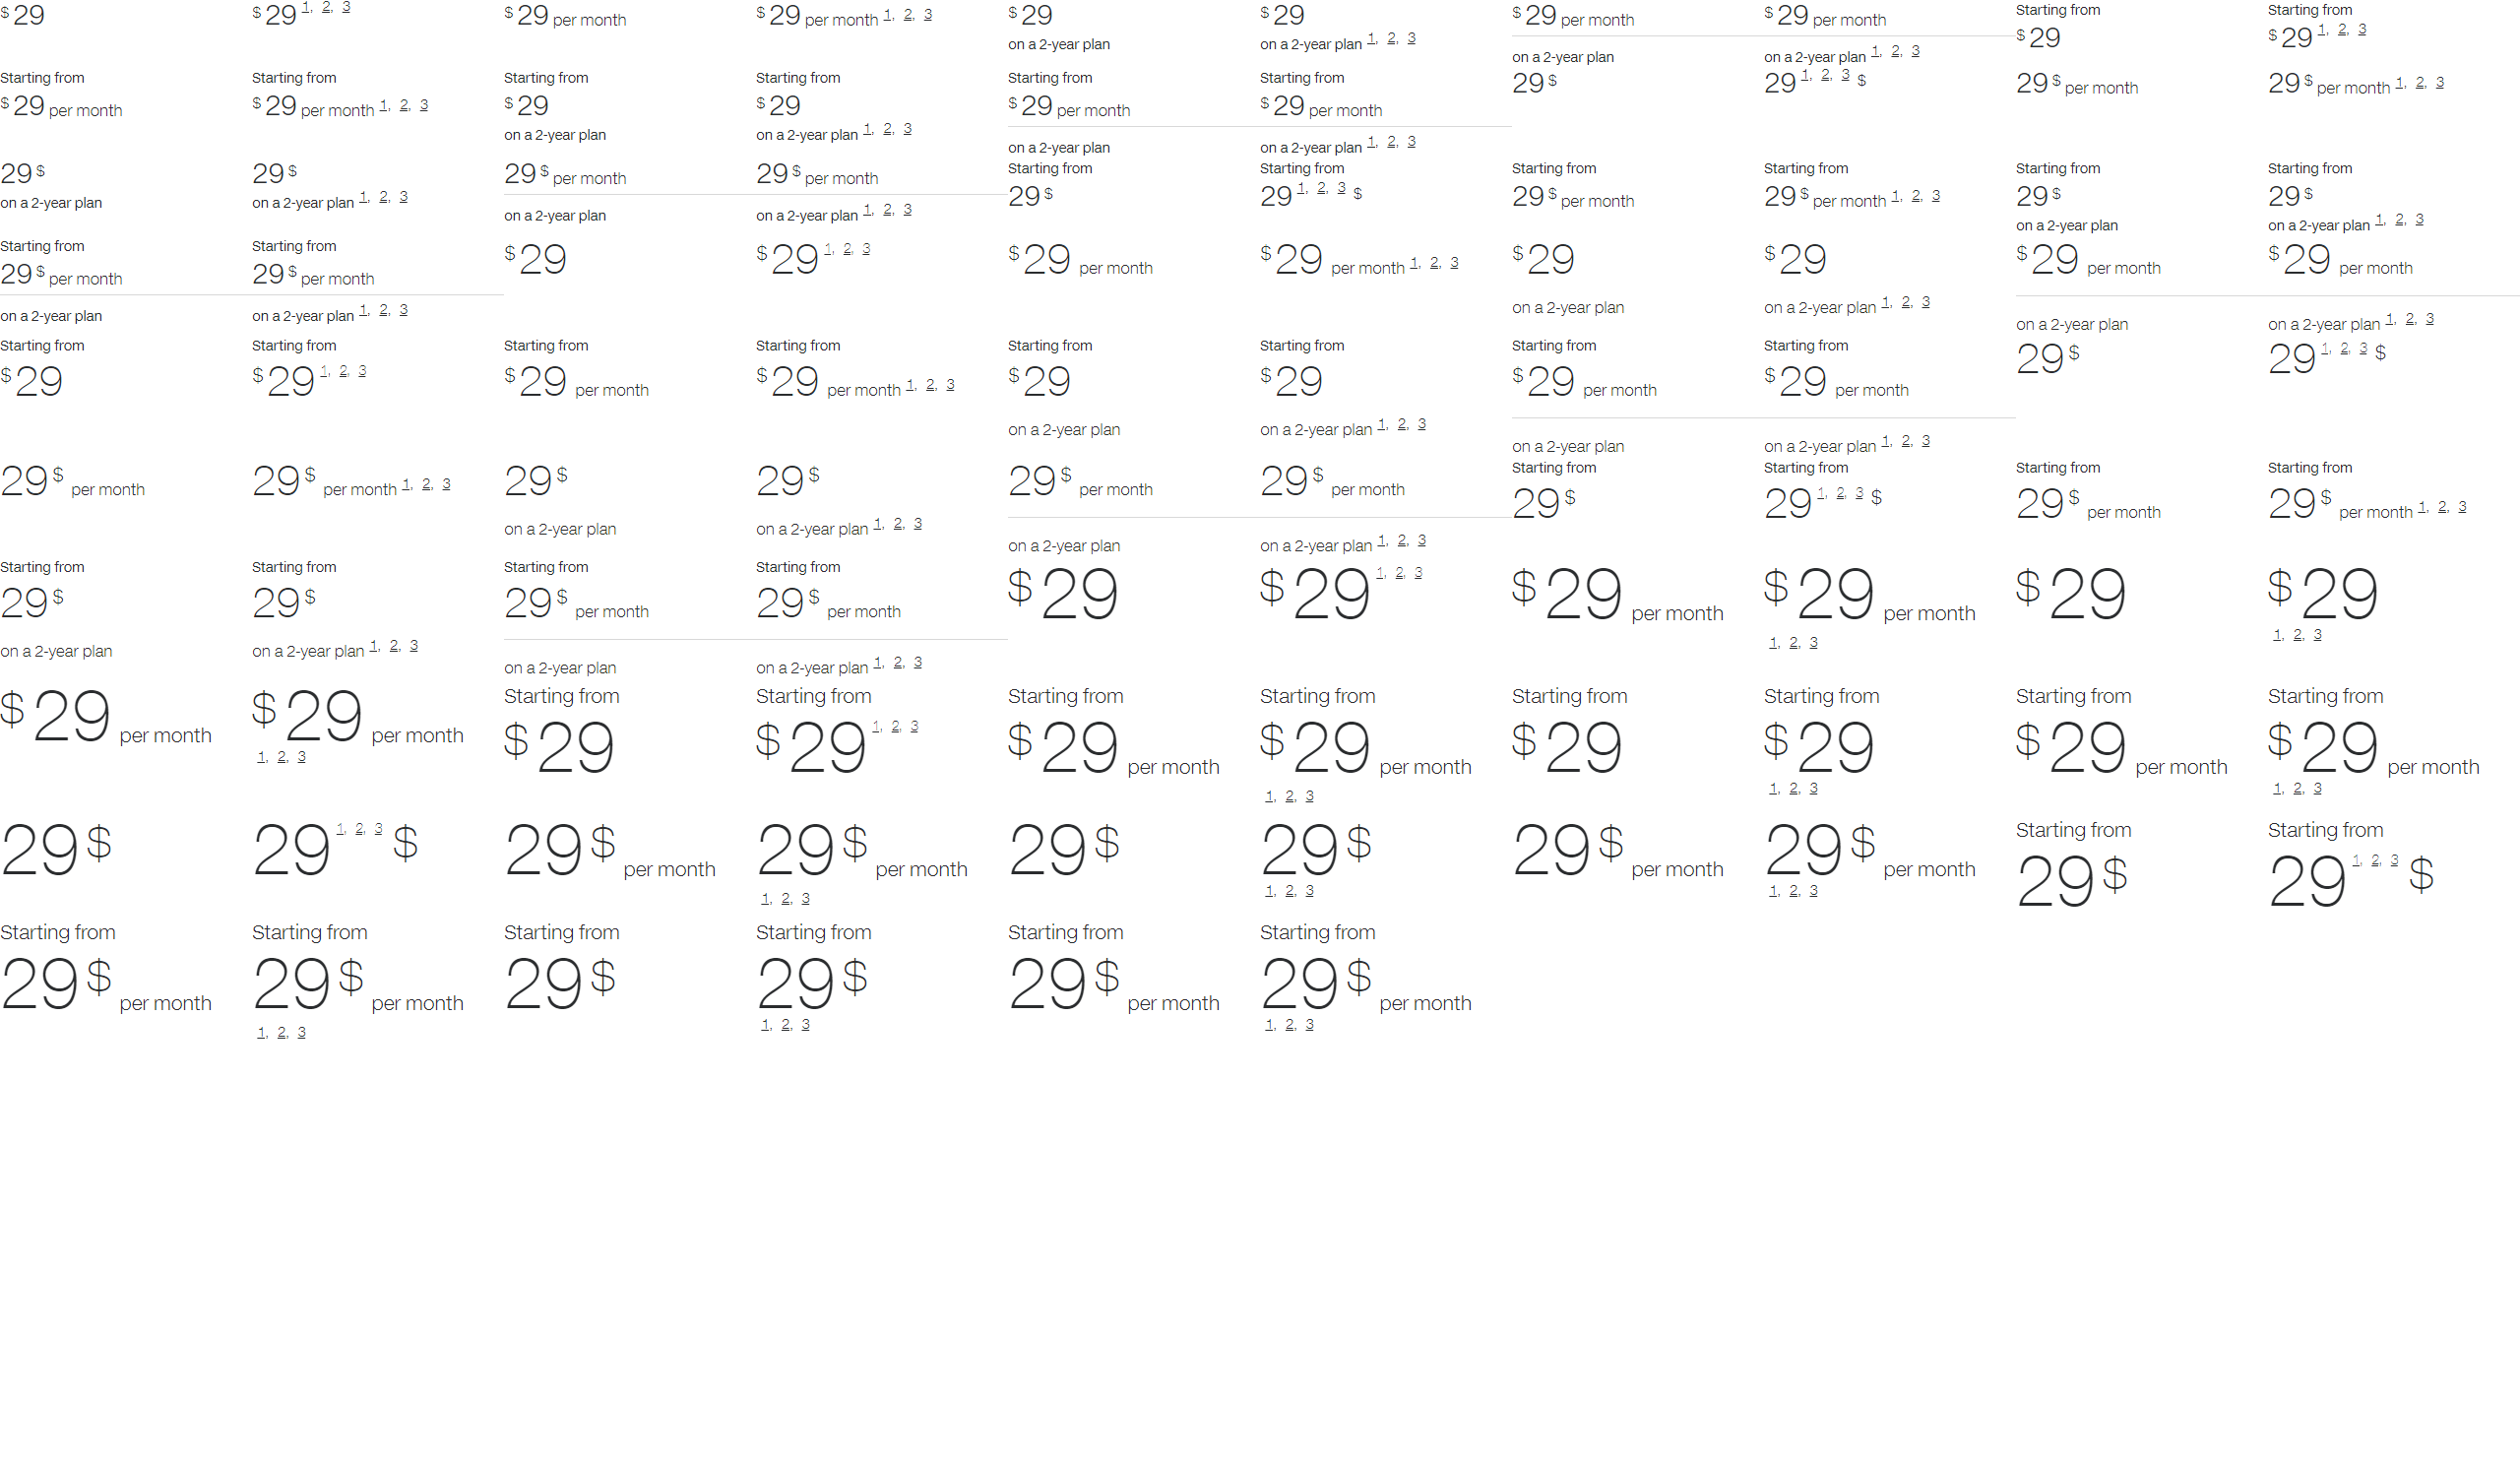 $ 29
$ 29 1, 2, 3
$ 29 per month
$ 29 per month 1, 2, 3
$ 29
on a 2-year plan
$ 29
on a 2-year plan 1, 2, 3
$ 29 per month
on a 2-year plan
$ 29 per month
on a 2-year plan 1, 2, 3
Starting from
$ 29
Starting from
$ 29 1, 2, 3
Starting from
$ 29 per month
Starting from
$ 29 per month 1, 2, 3
Starting from
$ 29
on a 2-year plan
Starting from
$ 29
on a 2-year plan 1, 2, 3
Starting from
$ 29 per month
on a 2-year plan
Starting from
$ 29 per month
on a 2-year plan 1, 2, 3
29 $
29 1, 2, 3 $
29 $ per month
29 $ per month 1, 2, 3
29 $
on a 2-year plan
29 $
on a 2-year plan 1, 2, 3
29 $ per month
on a 2-year plan
29 $ per month
on a 2-year plan 1, 2, 3
Starting from
29 $
Starting from
29 1, 2, 3 $
Starting from
29 $ per month
Starting from
29 $ per month 1, 2, 3
Starting from
29 $
on a 2-year plan
Starting from
29 $
on a 2-year plan 1, 2, 3
Starting from
29 $ per month
on a 2-year plan
Starting from
29 $ per month
on a 2-year plan 1, 2, 3
$ 29
$ 29 1, 2, 3
$ 29 per month
$ 29 per month 1, 2, 3
$ 29
on a 2-year plan
$ 29
on a 2-year plan 1, 2, 3
$ 29 per month
on a 2-year plan
$ 29 per month
on a 2-year plan 1, 2, 3
Starting from
$ 29
Starting from
$ 29 1, 2, 3
Starting from
$ 29 per month
Starting from
$ 29 per month 1, 2, 3
Starting from
$ 29
on a 2-year plan
Starting from
$ 29
on a 2-year plan 1, 2, 3
Starting from
$ 29 per month
on a 2-year plan
Starting from
$ 29 per month
on a 2-year plan 1, 2, 3
29 $
29 1, 2, 3 $
29 $ per month
29 $ per month 1, 2, 3
29 $
on a 2-year plan
29 $
on a 2-year plan 1, 2, 3
29 $ per month
on a 2-year plan
29 $ per month
on a 2-year plan 1, 2, 3
Starting from
29 $
Starting from
29 1, 2, 3 $
Starting from
29 $ per month
Starting from
29 $ per month 1, 2, 3
Starting from
29 $
on a 2-year plan
Starting from
29 $
on a 2-year plan 1, 2, 3
Starting from
29 $ per month
on a 2-year plan
Starting from
29 $ per month
on a 2-year plan 1, 2, 3
$ 29
$ 29 1, 2, 3
$ 29 per month
$ 29 per month
1, 2, 3
$ 29
$ 29
1, 2, 3
$ 29 per month
$ 29 per month
1, 2, 3
Starting from
$ 29
Starting from
$ 29 1, 2, 3
Starting from
$ 29 per month
Starting from
$ 29 per month
1, 2, 3
Starting from
$ 29
Starting from
$ 29
1, 2, 3
Starting from
$ 29 per month
Starting from
$ 29 per month
1, 2, 3
29 $
29 1, 2, 3 $
29 $ per month
29 $ per month
1, 2, 3
29 $
29 $
1, 2, 3
29 $ per month
29 $ per month
1, 2, 3
Starting from
29 $
Starting from
29 1, 2, 3 $
Starting from
29 $ per month
Starting from
29 $ per month
1, 2, 3
Starting from
29 $
Starting from
29 $
1, 2, 3
Starting from
29 $ per month
Starting from
29 $ per month
1, 2, 3